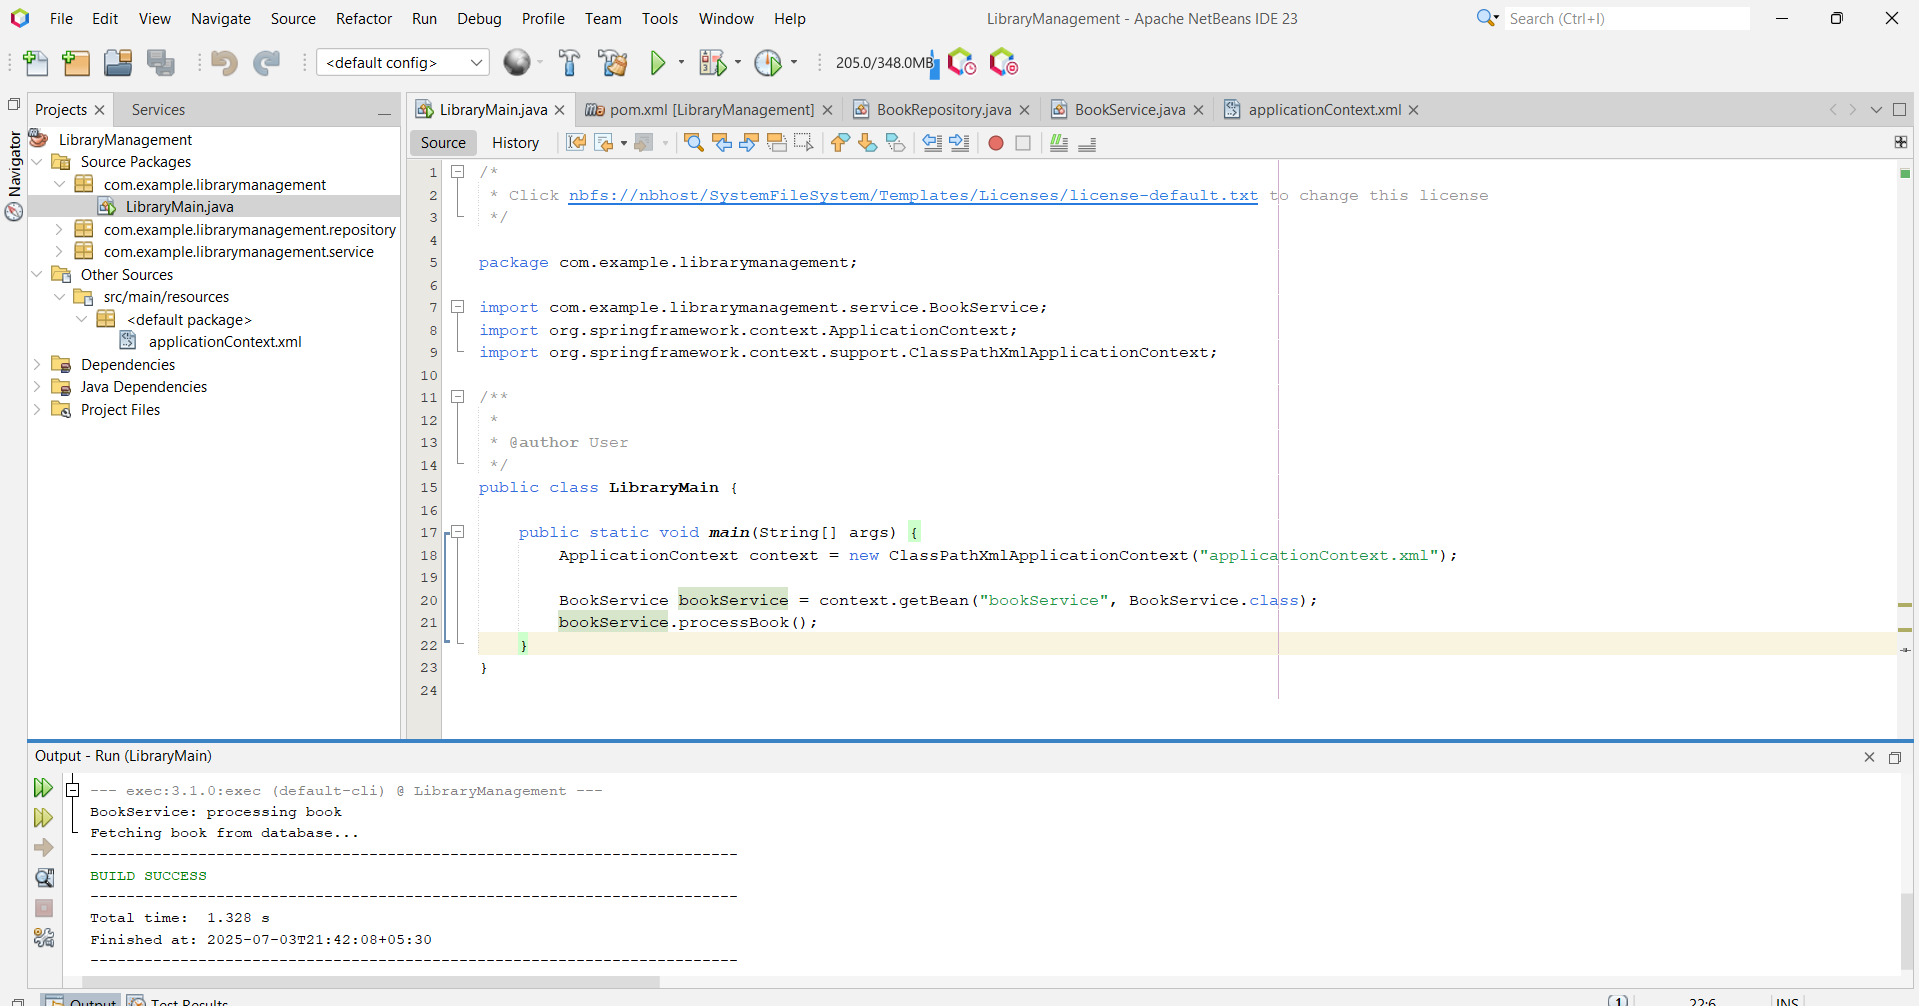 File Edit View Navigate Source Refactor Run Debug Profile Team Tools Window Help
LibraryManagement - Apache NetBeans IDE 23
Search (Ctrl+I)
<default config>
205.0/348.0MB
Projects
Services
Navigator
LibraryManagement
Source Packages
com.example.librarymanagement
LibraryMain.java
com.example.librarymanagement.repository
com.example.librarymanagement.service
Other Sources
src/main/resources
<default package>
applicationContext.xml
Dependencies
Java Dependencies
Project Files
LibraryMain.java
pom.xml [LibraryManagement]
BookRepository.java
BookService.java
applicationContext.xml
Source History
1 /*
2 * Click nbfs://nbhost/SystemFileSystem/Templates/Licenses/license-default.txt to change this license
3 */
4
5 package com.example.librarymanagement;
6
7 import com.example.librarymanagement.service.BookService;
8 import org.springframework.context.ApplicationContext;
9 import org.springframework.context.support.ClassPathXmlApplicationContext;
10
11 /**
12 *
13 * @author User
14 */
15 public class LibraryMain {
16
17 public static void main(String[] args) {
18 ApplicationContext context = new ClassPathXmlApplicationContext("applicationContext.xml");
19
20 BookService bookService = context.getBean("bookService", BookService.class);
21 bookService.processBook();
22 }
23 }
24
Output - Run (LibraryMain)
--- exec:3.1.0:exec (default-cli) @ LibraryManagement ---
BookService: processing book
Fetching book from database...
------------------------------------------------------------------------
BUILD SUCCESS
------------------------------------------------------------------------
Total time:  1.328 s
Finished at: 2025-07-03T21:42:08+05:30
------------------------------------------------------------------------
Output
Test Results
1
22:6
INS